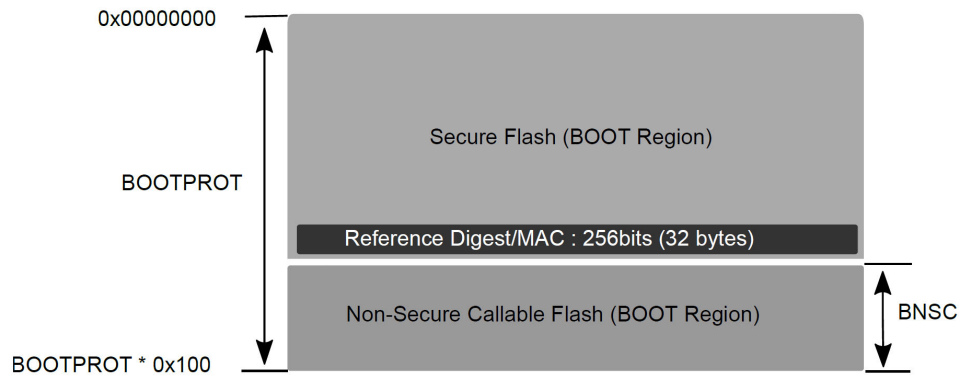 0x00000000
Secure Flash (BOOT Region)
BOOTPROT
Reference Digest/MAC : 256bits (32 bytes)
Non-Secure Callable Flash (BOOT Region)
BNSC
BOOTPROT * 0x100